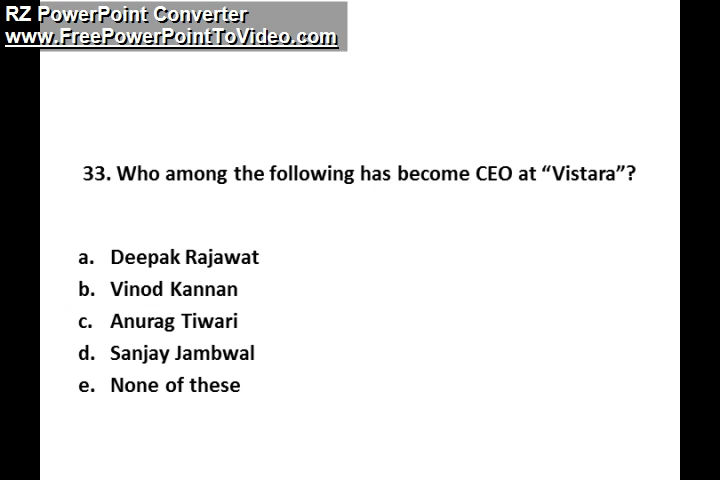 RZ PowerPoint Converter
www.FreePowerPointToVideo.com
33. Who among the following has become CEO at “Vistara”?
a. Deepak Rajawat
b. Vinod Kannan
c. Anurag Tiwari
d. Sanjay Jambwal
e. None of these